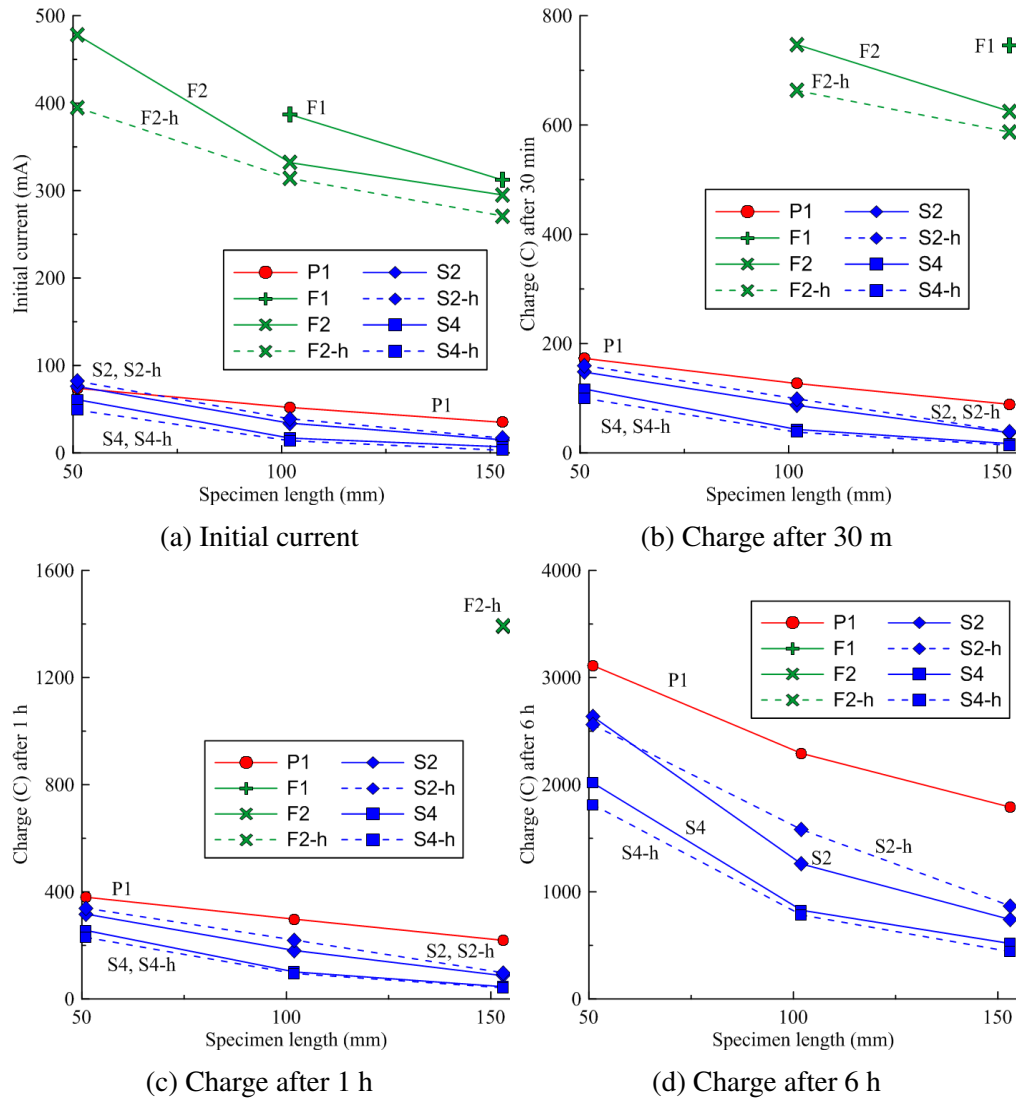 500
400
300
200
100
0
Initial current (mA)
F2
F2-h
F1
P1 S2
F1 S2-h
F2 S4
F2-h S4-h
S2, S2-h
P1
S4, S4-h
50 100 150
Specimen length (mm)
(a) Initial current
800
600
400
200
0
Charge (C) after 30 min
F1
F2
F2-h
P1 S2
F1 S2-h
F2 S4
F2-h S4-h
P1
S2, S2-h
S4, S4-h
50 100 150
Specimen length (mm)
(b) Charge after 30 m
1600
1200
800
400
0
Charge (C) after 1 h
F2-h
P1 S2
F1 S2-h
F2 S4
F2-h S4-h
P1
S2, S2-h
S4, S4-h
50 100 150
Specimen length (mm)
(c) Charge after 1 h
4000
3000
2000
1000
0
Charge (C) after 6 h
P1 S2
F1 S2-h
F2 S4
F2-h S4-h
P1
S4
S4-h
S2
S2-h
50 100 150
Specimen length (mm)
(d) Charge after 6 h